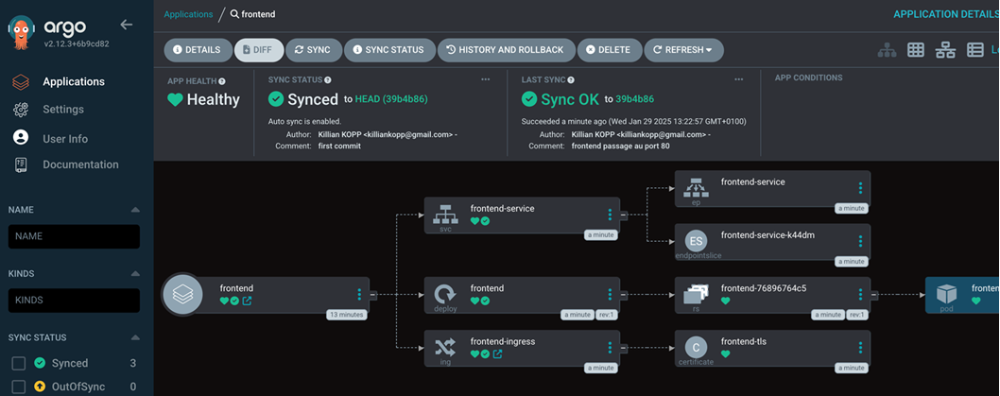 argo
v2.12.3+6b9cd82
Applications
Settings
User Info
Documentation
NAME
NAME
KINDS
KINDS
SYNC STATUS
Synced 3
OutOfSync 0
Applications / frontend
APPLICATION DETAILS
DETAILS DIFF SYNC SYNC STATUS HISTORY AND ROLLBACK DELETE REFRESH
APP HEALTH
Healthy
SYNC STATUS
Synced to HEAD (39b4b86)
Auto sync is enabled.
Author: Killian KOPP <killiankopp@gmail.com> -
Comment: first commit
LAST SYNC
Sync OK to 39b4b86
Succeeded a minute ago (Wed Jan 29 2025 13:22:57 GMT+0100)
Author: Killian KOPP <killiankopp@gmail.com> -
Comment: frontend passage au port 80
APP CONDITIONS
frontend
13 minutes
frontend-service
svc
a minute
frontend-service
ep
a minute
ES
frontend-service-k44dm
endpointslice
a minute
frontend
deploy
a minute rev:1
frontend-76896764c5
rs
a minute rev:1
pod
frontend-ingress
ing
a minute
C
frontend-tls
certificate
a minute